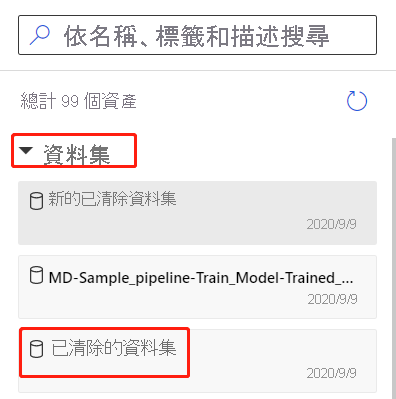 依名稱、標籤和描述搜尋
總計 99 個資產
資料集
新的已清除資料集
2020/9/9
MD-Sample_pipeline-Train_Model-Trained_...
2020/9/9
已清除的資料集
2020/9/9